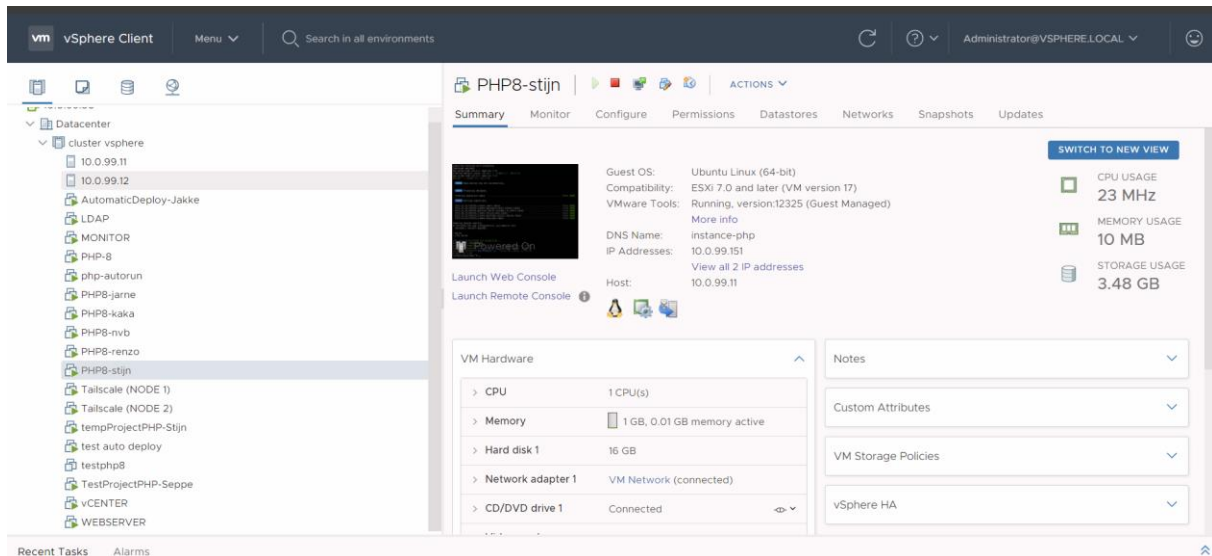 vm vSphere Client Menu Search in all environments Administrator@VSPHERE.LOCAL
Datacenter
cluster vsphere
10.0.99.11
10.0.99.12
AutomaticDeploy-Jakke
LDAP
MONITOR
PHP-8
php-autorun
PHP8-jarne
PHP8-kaka
PHP8-nvb
PHP8-renzo
PHP8-stijn
Tailscale (NODE 1)
Tailscale (NODE 2)
tempProjectPHP-Stijn
test auto deploy
testphp8
TestProjectPHP-Seppe
vCENTER
WEBSERVER
PHP8-stijn ACTIONS
Summary Monitor Configure Permissions Datastores Networks Snapshots Updates
SWITCH TO NEW VIEW
Powered On
Launch Web Console
Launch Remote Console
Guest OS: Ubuntu Linux (64-bit)
Compatibility: ESXi 7.0 and later (VM version 17)
VMware Tools: Running, version:12325 (Guest Managed)
More info
DNS Name: instance-php
IP Addresses: 10.0.99.151
View all 2 IP addresses
Host: 10.0.99.11
CPU USAGE
23 MHz
MEMORY USAGE
10 MB
STORAGE USAGE
3.48 GB
VM Hardware
CPU 1 CPU(s)
Memory 1 GB, 0.01 GB memory active
Hard disk 1 16 GB
Network adapter 1 VM Network (connected)
CD/DVD drive 1 Connected
Notes
Custom Attributes
VM Storage Policies
vSphere HA
Recent Tasks Alarms